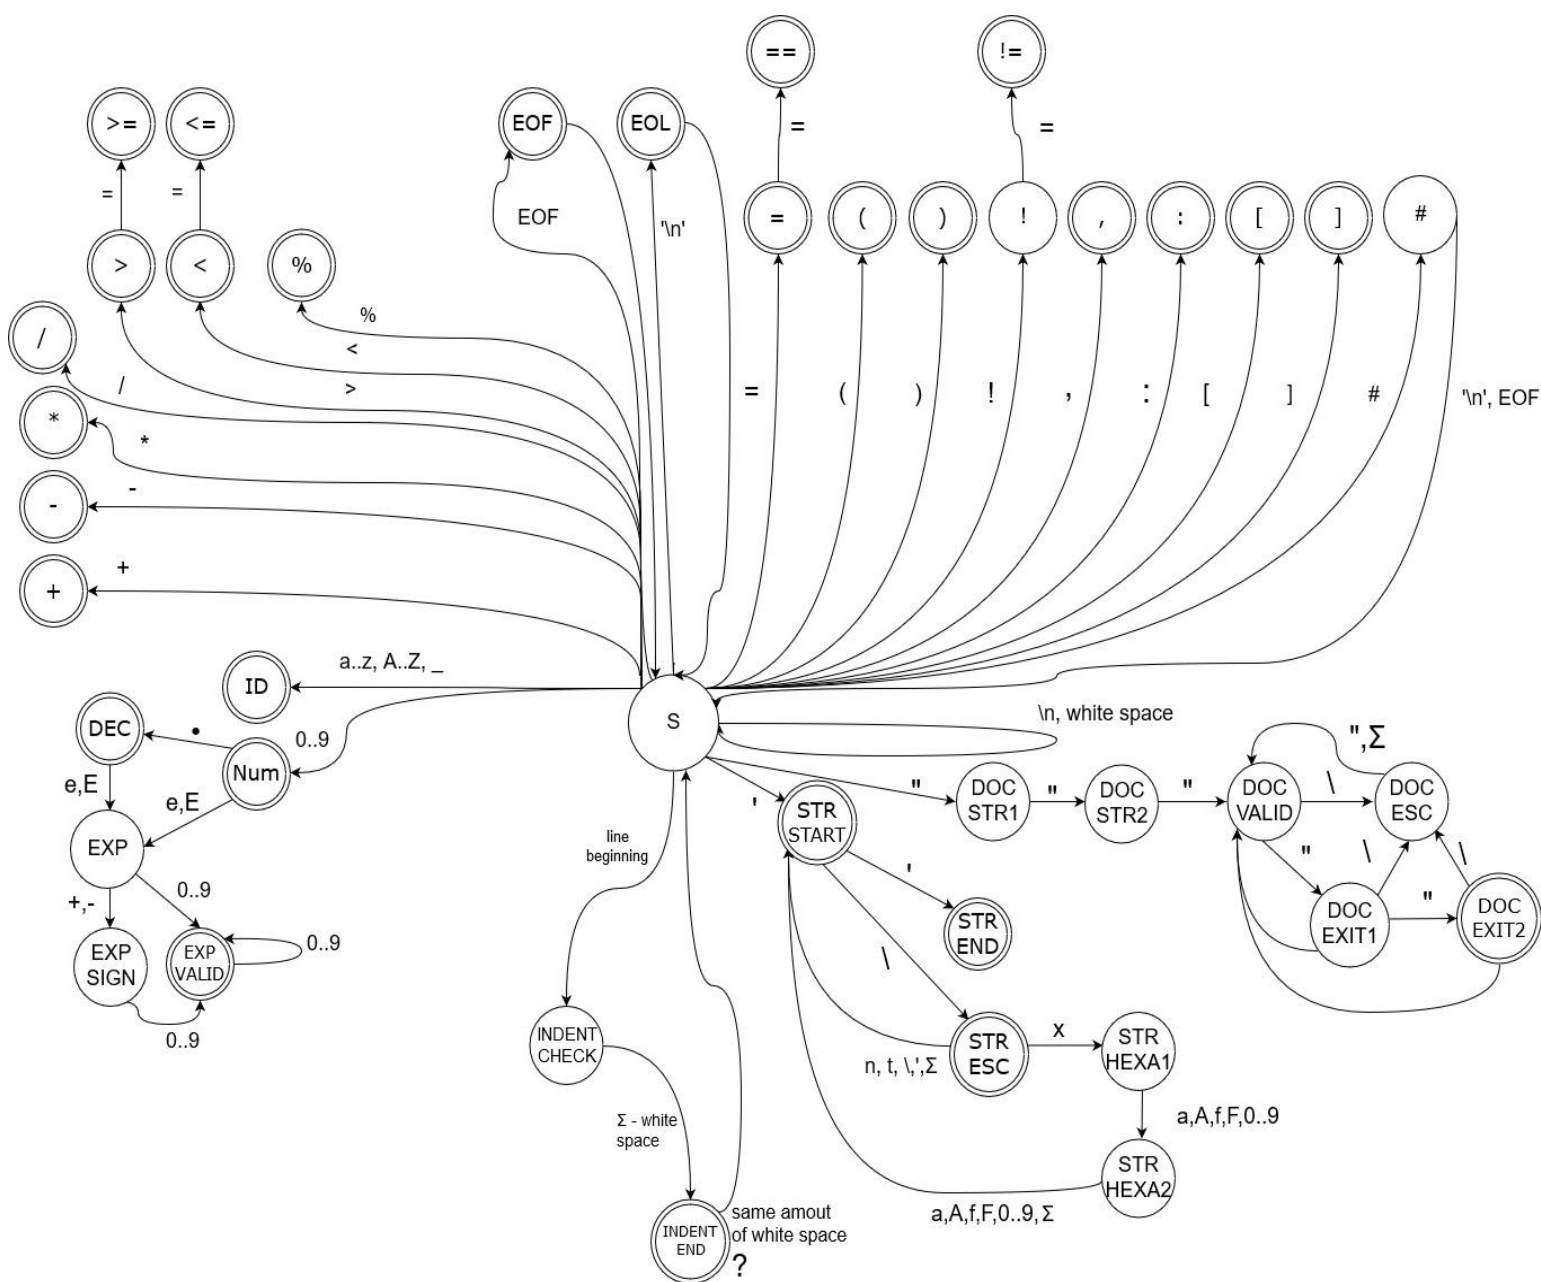 ==
!=
>=
<=
EOF
EOL
=
=
=
=
EOF
'\n'
=
(
)
!
,
:
[
]
#
>
<
%
/
%
<
>
/
*
*
-
-
+
+
=
(
)
!
,
:
[
]
#
'\n', EOF
a..z, A..Z, _
ID
S
\n, white space
DEC
•
0..9
Num
e,E
e,E
EXP
0..9
+,-
EXP
SIGN
EXP
VALID
0..9
0..9
line
beginning
INDENT
CHECK
Σ - white
space
INDENT
END
same amout
of white space
?
'
STR
START
'
STR
END
\
STR
ESC
n, t, \,',Σ
x
STR
HEXA1
a,A,f,F,0..9
STR
HEXA2
a,A,f,F,0..9,Σ
"
DOC
STR1
"
DOC
STR2
"
DOC
VALID
\
DOC
ESC
",Σ
"
\
\
DOC
EXIT1
"
DOC
EXIT2